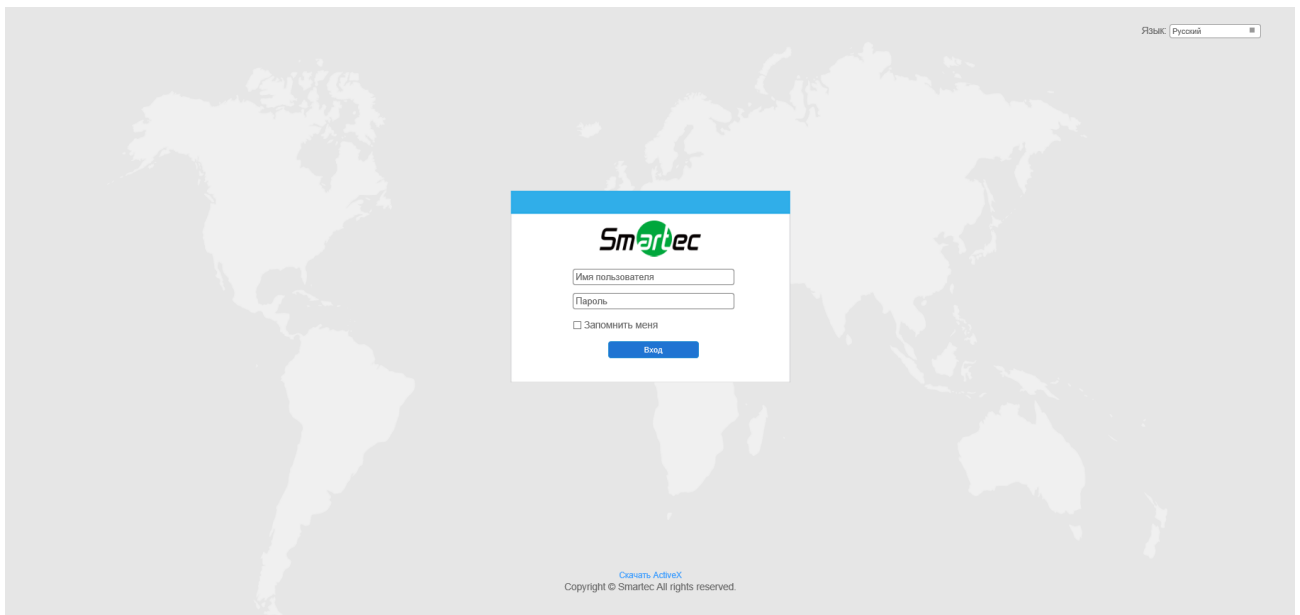 Язык: Русский
Smartec
Имя пользователя
Пароль
Запомнить меня
Вход
Скачать ActiveX
Copyright © Smartec All rights reserved.